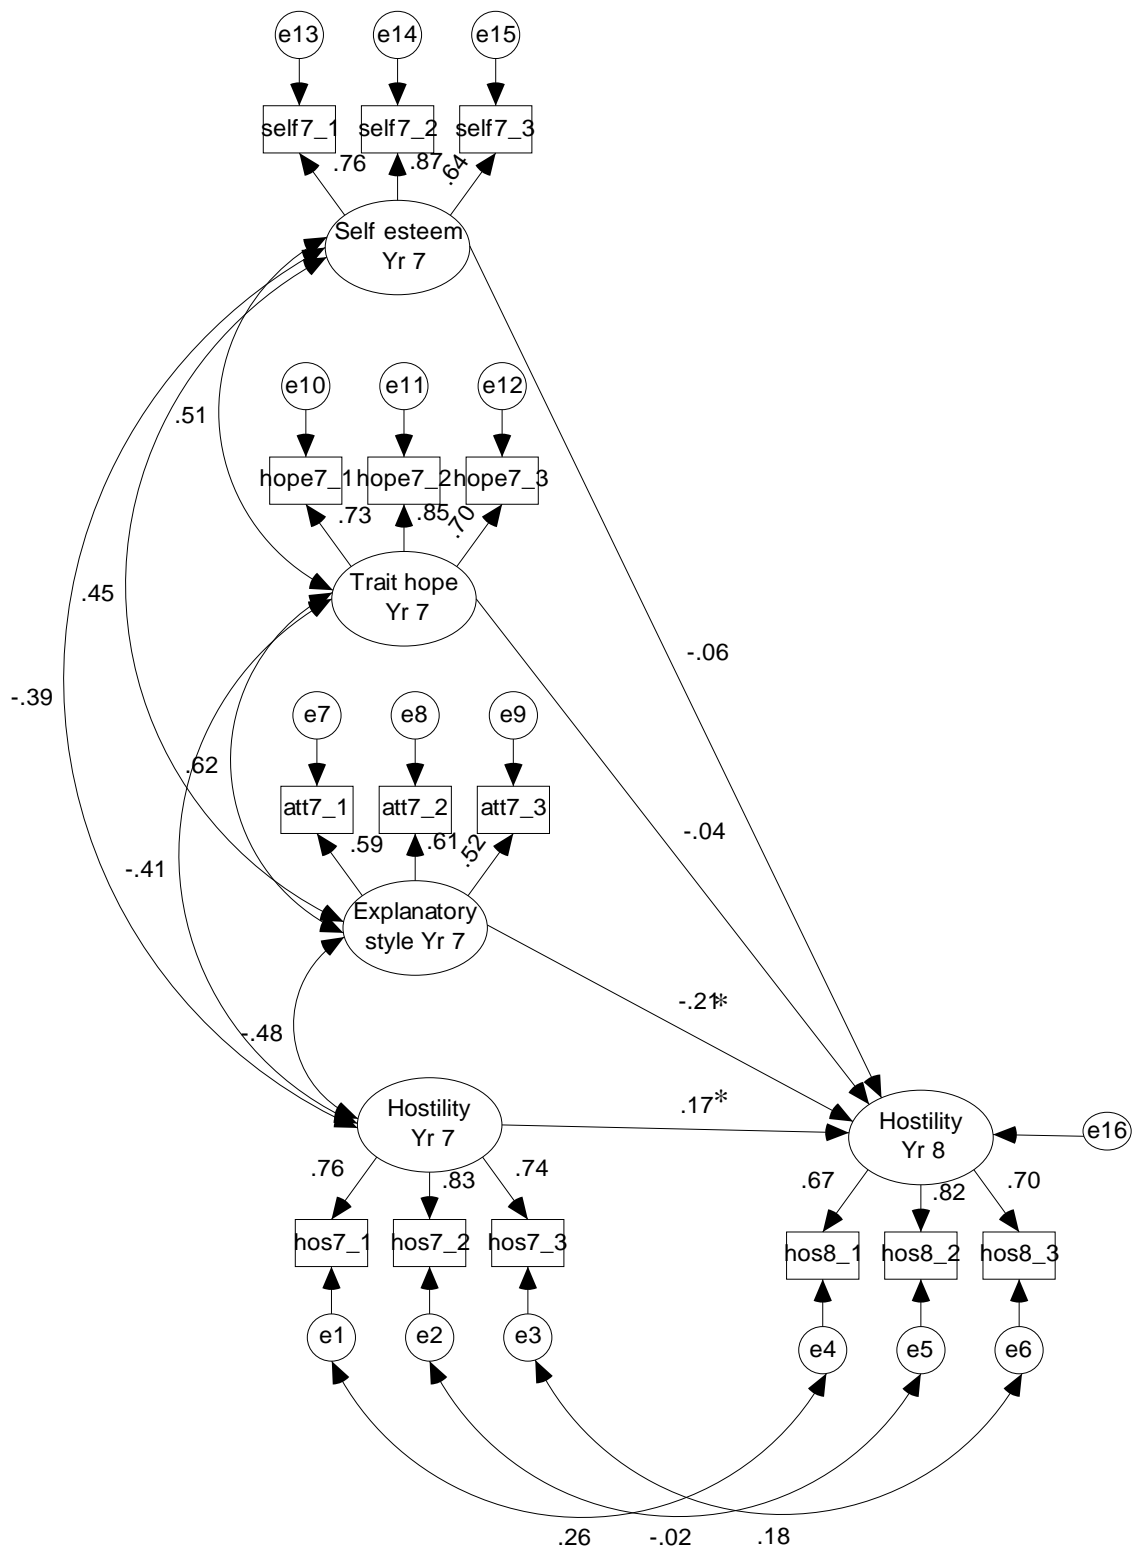 e13 e14 e15
self7_1 self7_2 self7_3
.76 .87 .64
Self esteem
Yr 7
.51
e10 e11 e12
hope7_1 hope7_2 hope7_3
.73 .85 .70
Trait hope
Yr 7
.45
-.06
-.39
e7 e8 e9
.62
att7_1 att7_2 att7_3
.59 .61 .52
-.04
-.41
Explanatory
style Yr 7
-.21*
-.48
Hostility
Yr 7
.17*
Hostility
Yr 8
e16
.76 .83 .74
.67 .82 .70
hos7_1 hos7_2 hos7_3
hos8_1 hos8_2 hos8_3
e1 e2 e3
e4 e5 e6
.26 -.02 .18